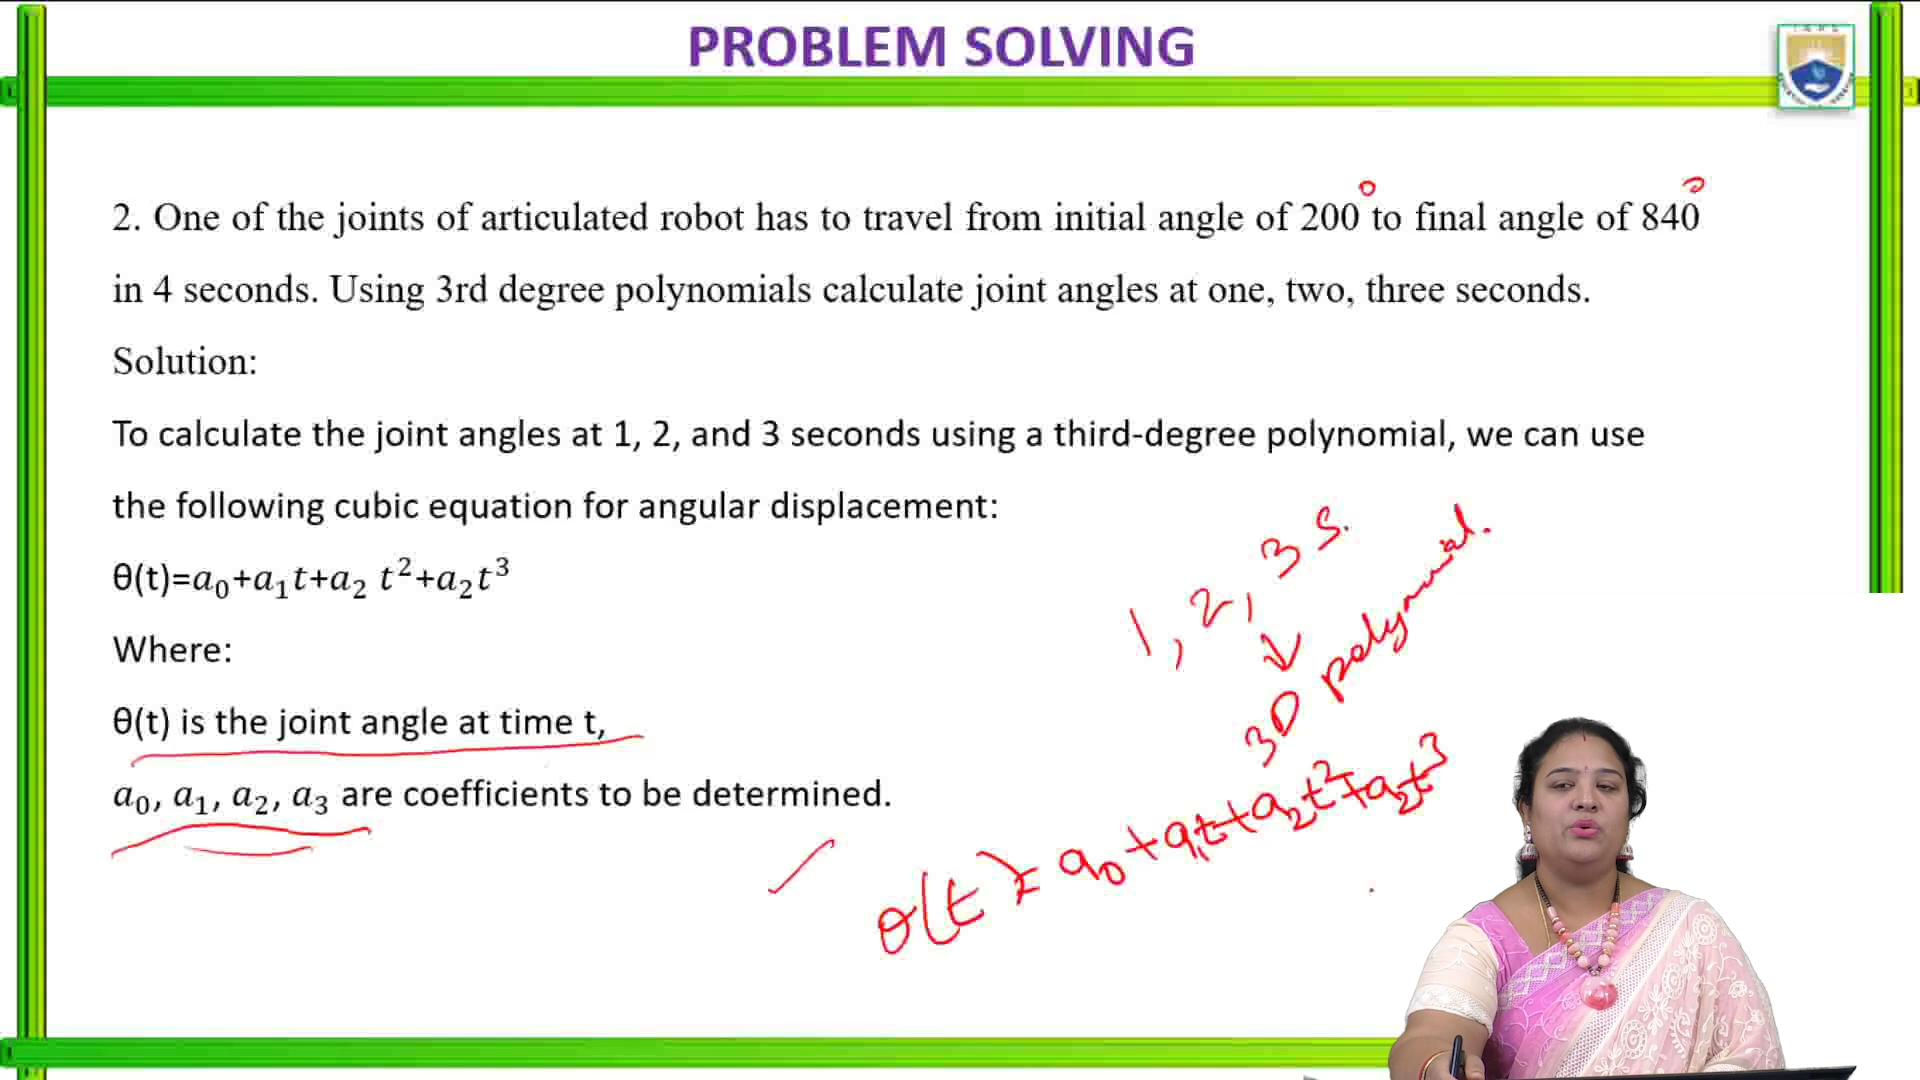 PROBLEM SOLVING
2. One of the joints of articulated robot has to travel from initial angle of 200° to final angle of 840°
in 4 seconds. Using 3rd degree polynomials calculate joint angles at one, two, three seconds.
Solution:
To calculate the joint angles at 1, 2, and 3 seconds using a third-degree polynomial, we can use
the following cubic equation for angular displacement:
θ(t)=a₀+a₁t+a₂ t²+a₂t³
Where:
θ(t) is the joint angle at time t,
a₀, a₁, a₂, a₃ are coefficients to be determined.
1, 2, 3 s.
3D polynomial.
θ(t)= a₀+a₁t+a₂t²+a₂t³